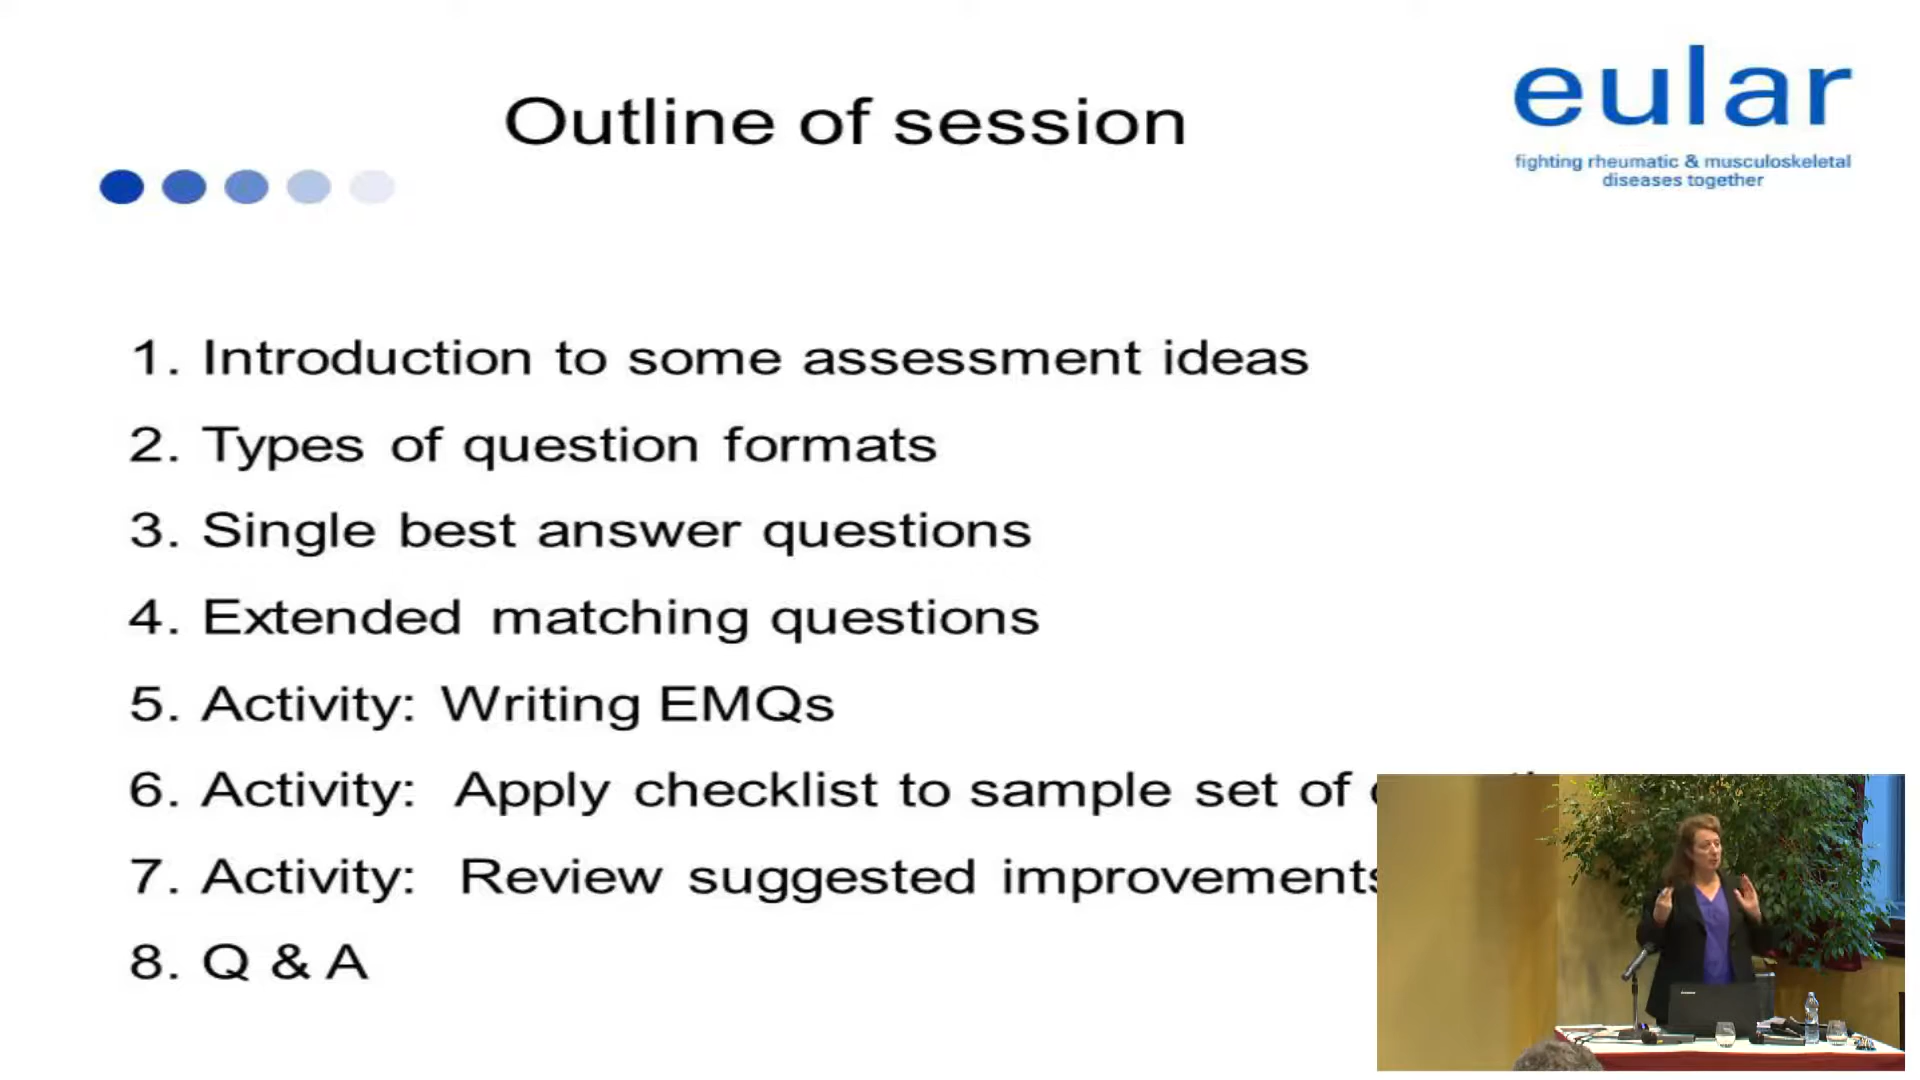 Outline of session
eular
fighting rheumatic & musculoskeletal
diseases together
1. Introduction to some assessment ideas
2. Types of question formats
3. Single best answer questions
4. Extended matching questions
5. Activity: Writing EMQs
6. Activity: Apply checklist to sample set of
7. Activity: Review suggested improvements
8. Q & A